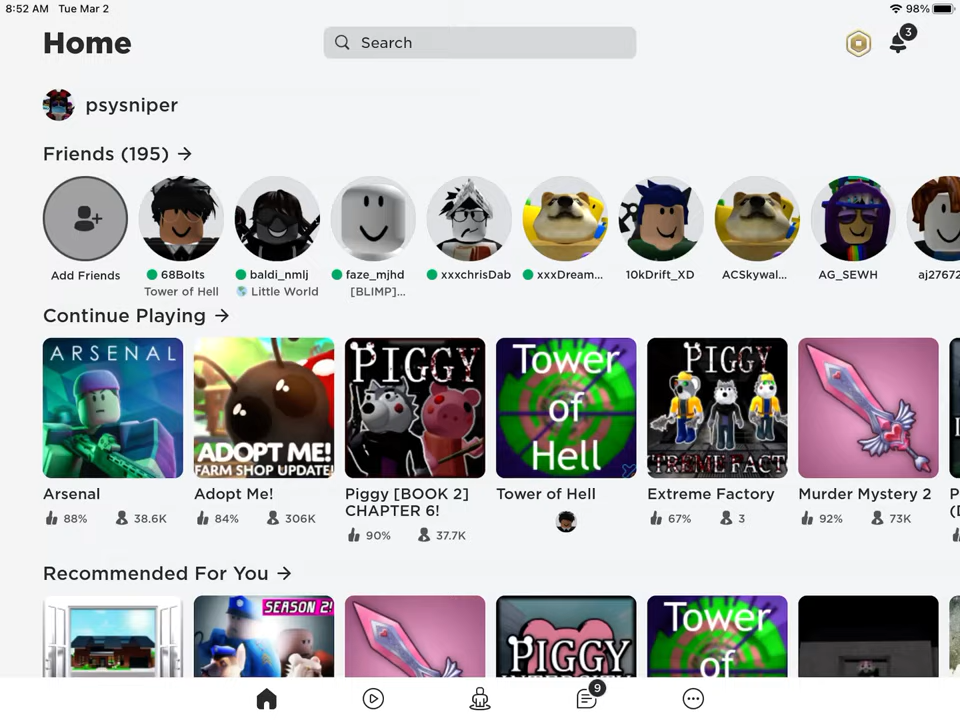 8:52 AM Tue Mar 2
98%
Home
Search
3
psysniper
Friends (195) →
Add Friends
68Bolts
Tower of Hell
baldi_nmlj
Little World
faze_mjhd
[BLIMP]...
xxxchrisDab
xxxDream...
10kDrift_XD
ACSkywal...
AG_SEWH
aj27672
Continue Playing →
ARSENAL
ADOPT ME!
FARM SHOP UPDATE!
PIGGY
Tower
of
Hell
PIGGY
EXTREME FACT
Arsenal
88% 38.6K
Adopt Me!
84% 306K
Piggy [BOOK 2]
CHAPTER 6!
90% 37.7K
Tower of Hell
Extreme Factory
67% 3
Murder Mystery 2
92% 73K
Recommended For You →
SEASON 2!
PIGGY
Tower
of
9